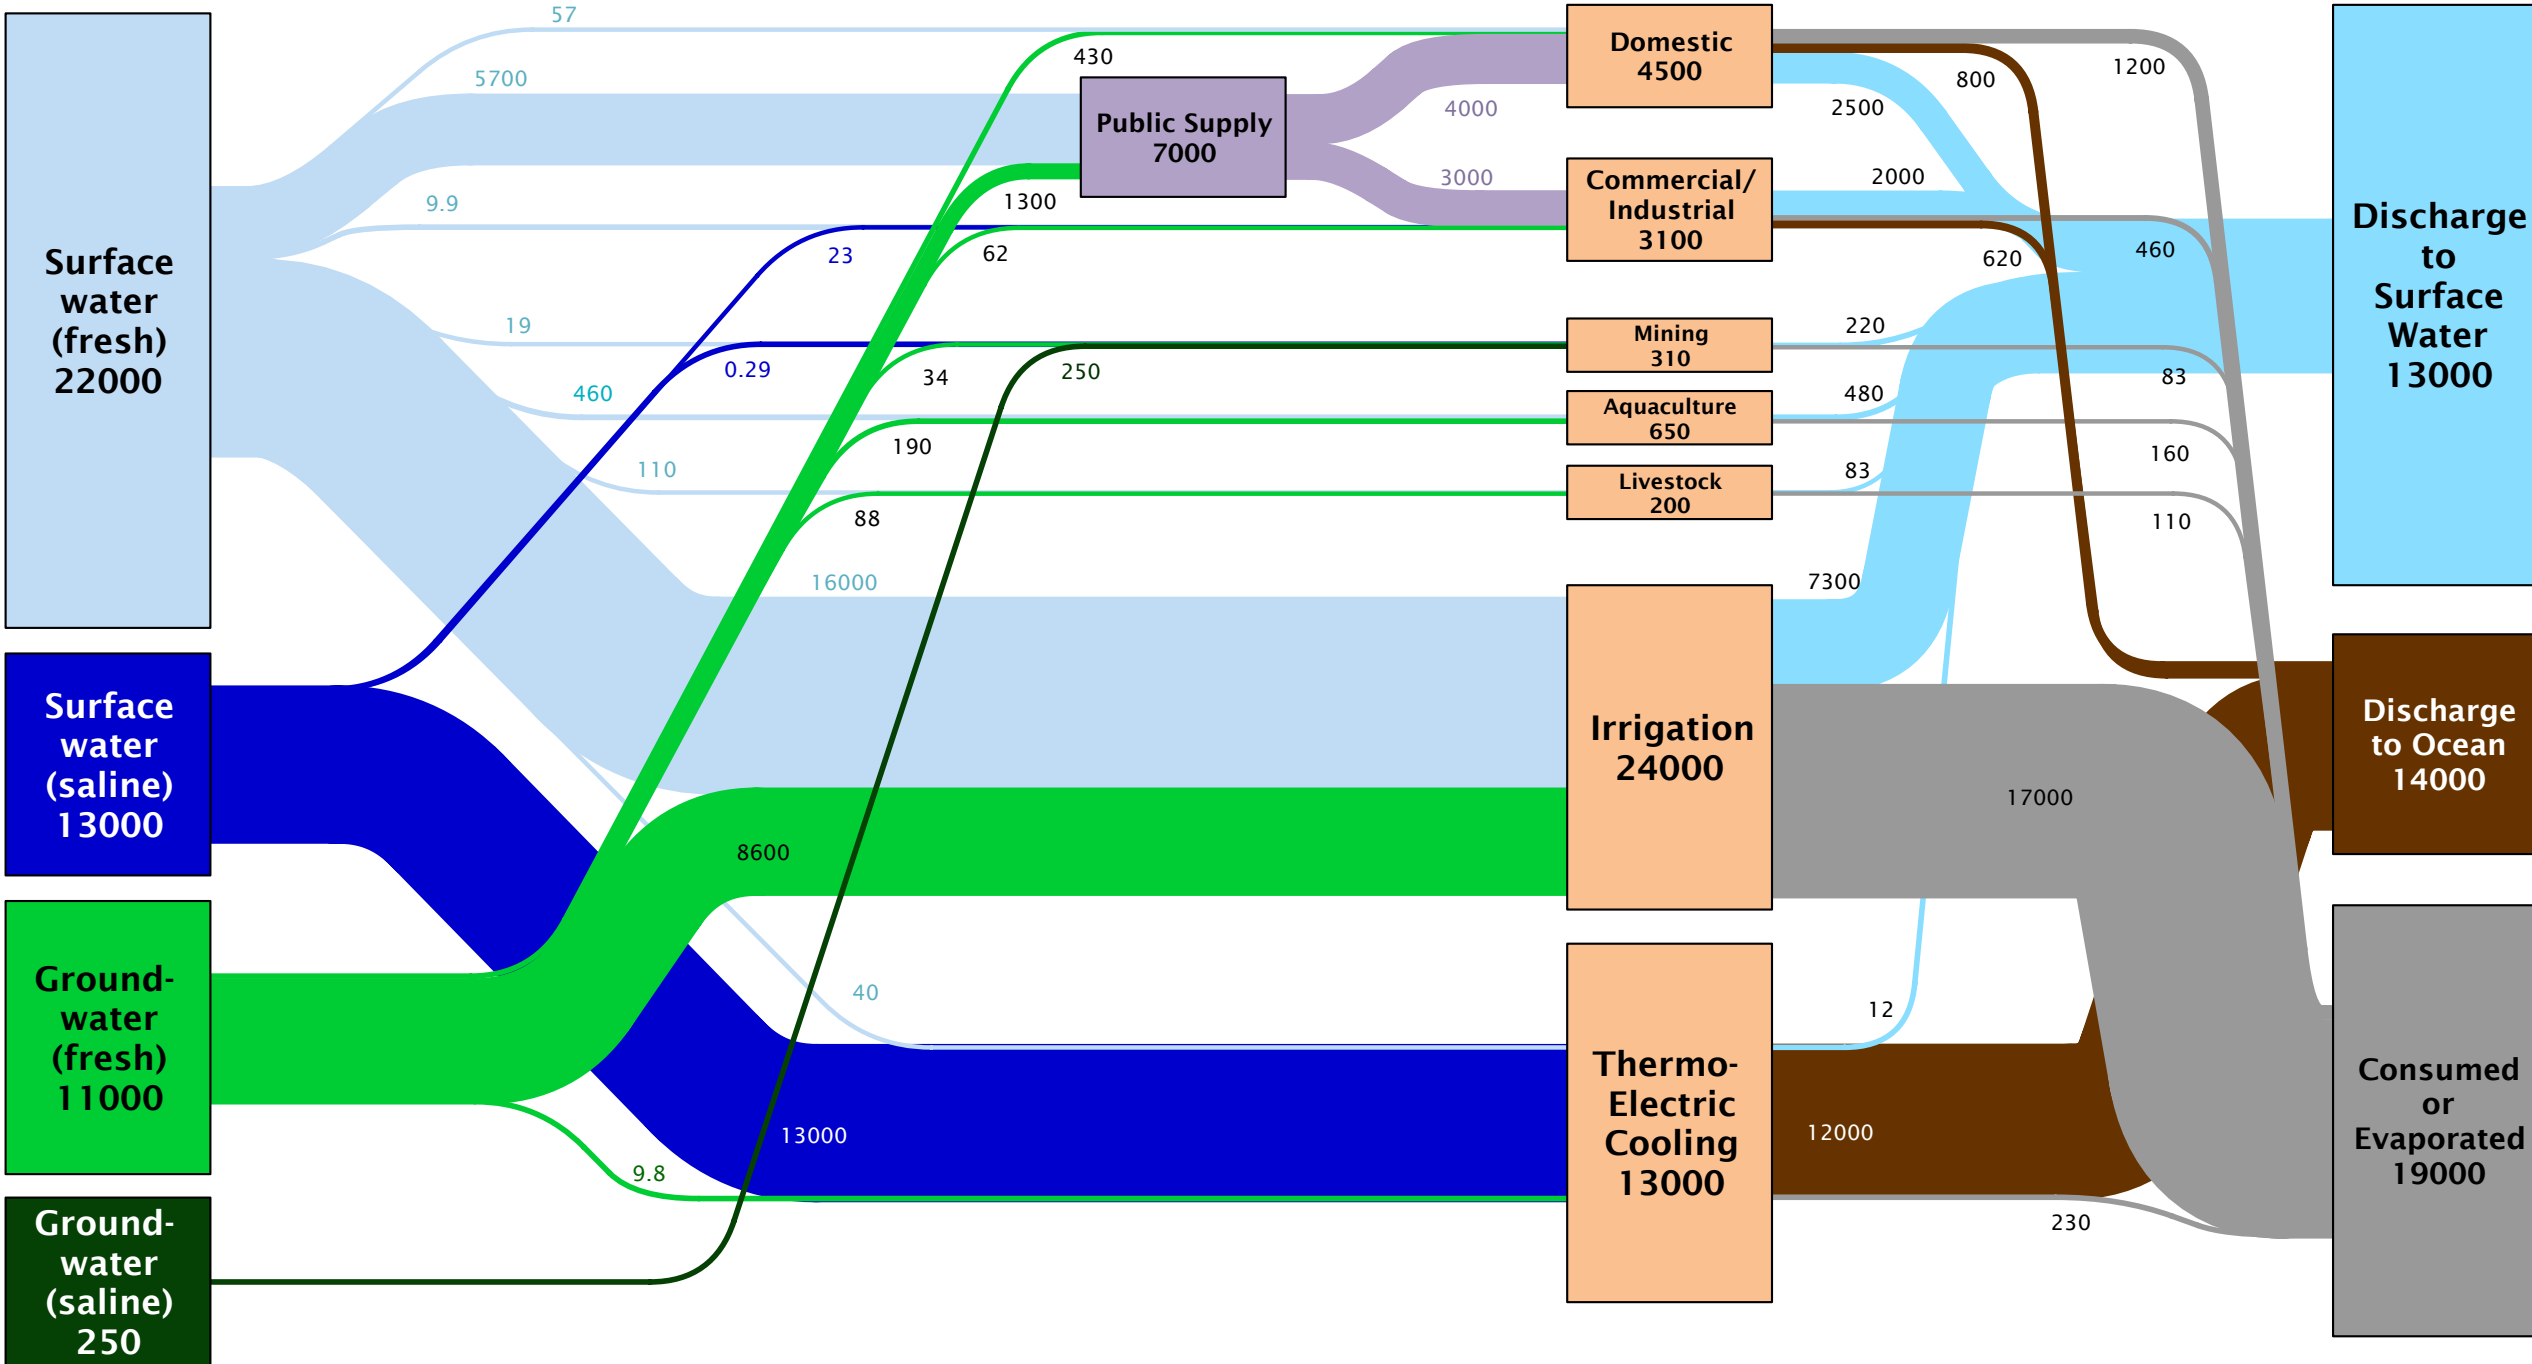 Surface
water
(fresh)
22000
Surface
water
(saline)
13000
Ground-
water
(fresh)
11000
Ground-
water
(saline)
250
57
5700
9.9
19
460
110
16000
40
23
0.29
13000
430
1300
62
34
190
88
8600
9.8
250
Public Supply
7000
4000
3000
Domestic
4500
Commercial/
Industrial
3100
Mining
310
Aquaculture
650
Livestock
200
Irrigation
24000
Thermo-
Electric
Cooling
13000
800
1200
2500
2000
620
460
220
83
480
160
83
110
7300
17000
12
12000
230
Discharge
to
Surface
Water
13000
Discharge
to Ocean
14000
Consumed
or
Evaporated
19000